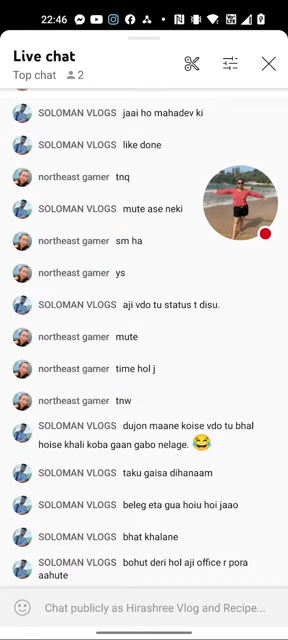 22:46
22%
Live chat
Top chat 2
SOLOMAN VLOGS jaai ho mahadev ki
SOLOMAN VLOGS like done
northeast gamer tnq
SOLOMAN VLOGS mute ase neki
northeast gamer sm ha
northeast gamer ys
SOLOMAN VLOGS aji vdo tu status t disu.
northeast gamer mute
northeast gamer time hol j
northeast gamer tnw
SOLOMAN VLOGS dujon maane koise vdo tu bhal
hoise khali koba gaan gabo nelage. 😂
SOLOMAN VLOGS taku gaisa dihanaam
SOLOMAN VLOGS beleg eta gua hoiu hoi jaao
SOLOMAN VLOGS bhat khalane
SOLOMAN VLOGS bohut deri hol aji office r pora
aahute
Chat publicly as Hirashree Vlog and Recipe...